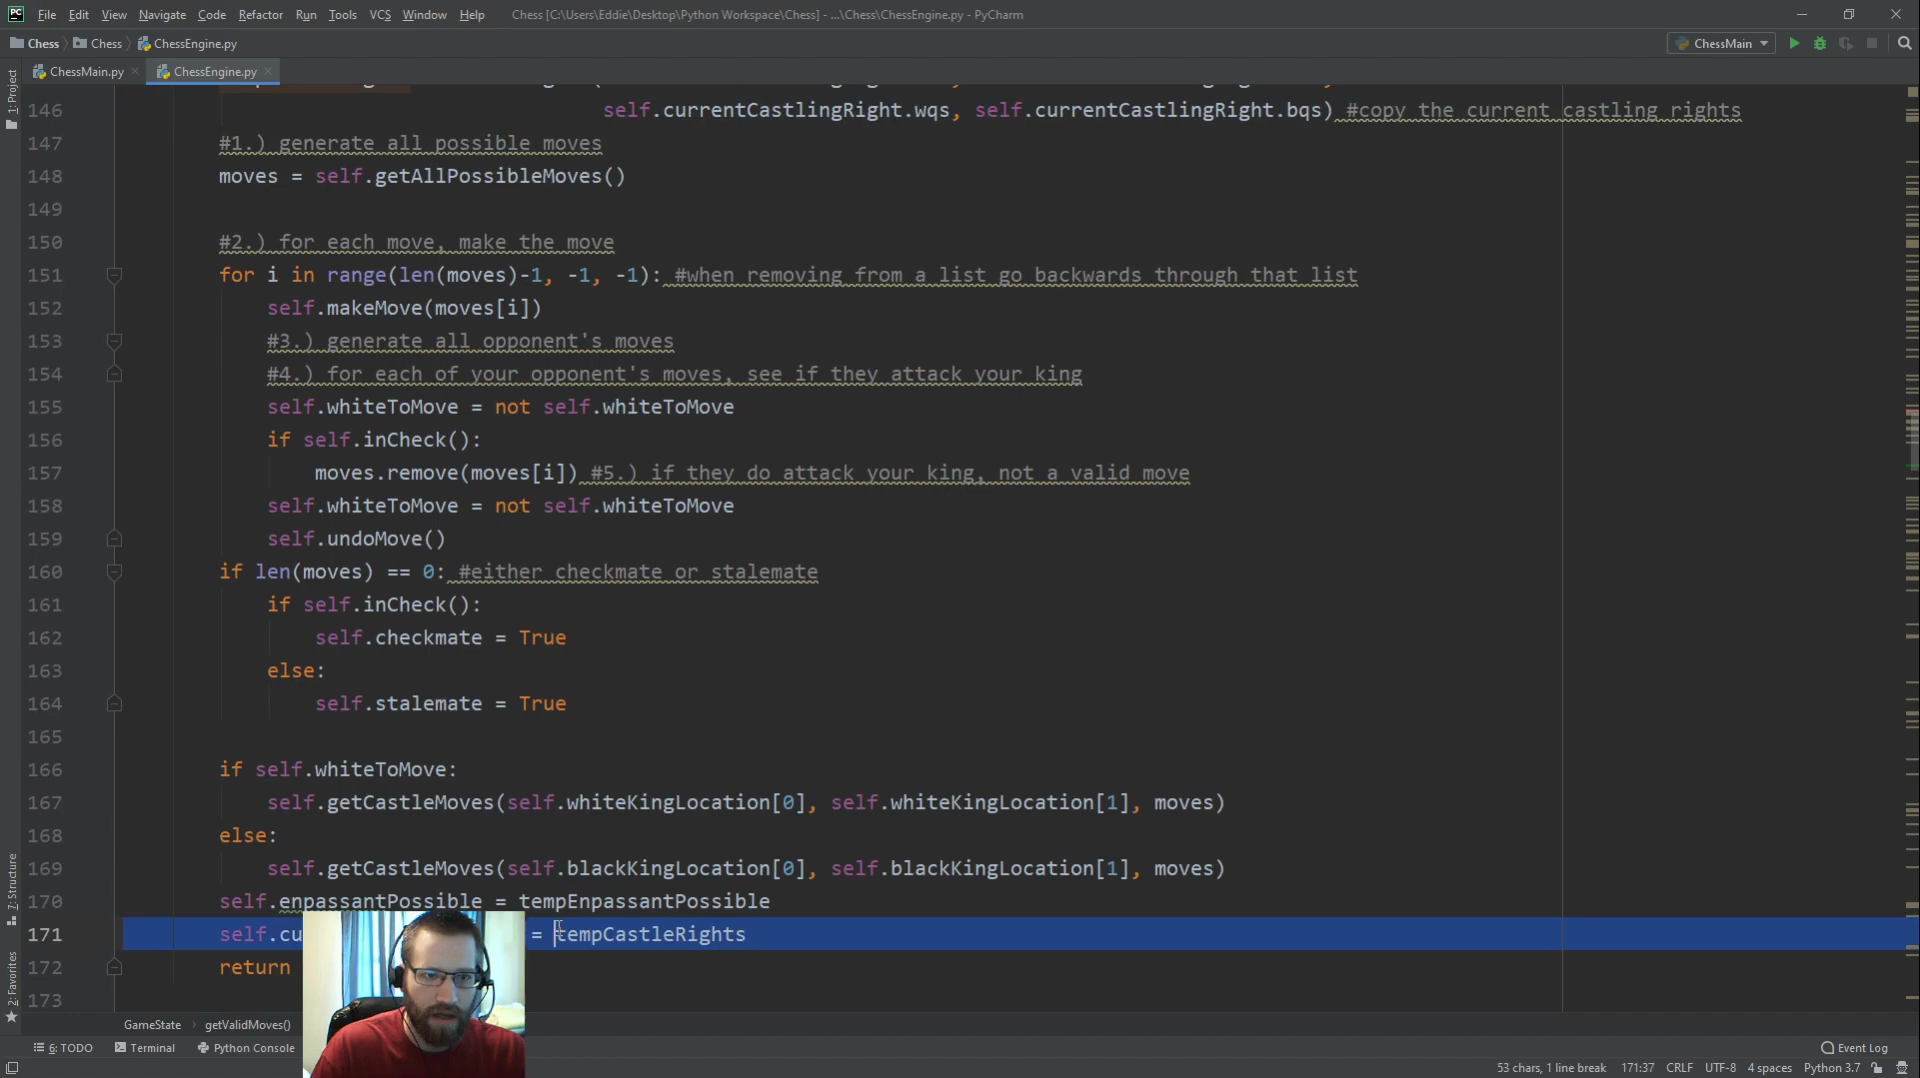 File Edit View Navigate Code Refactor Run Tools VCS Window Help Chess [C:\Users\Eddie\Desktop\Python Workspace\Chess] - ...\Chess\ChessEngine.py - PyCharm
Chess Chess ChessEngine.py ChessMain
ChessMain.py ChessEngine.py
1: Project
146 self.currentCastlingRight.wqs, self.currentCastlingRight.bqs) #copy the current castling rights
147 #1.) generate all possible moves
148 moves = self.getAllPossibleMoves()
149
150 #2.) for each move, make the move
151 for i in range(len(moves)-1, -1, -1): #when removing from a list go backwards through that list
152 self.makeMove(moves[i])
153 #3.) generate all opponent's moves
154 #4.) for each of your opponent's moves, see if they attack your king
155 self.whiteToMove = not self.whiteToMove
156 if self.inCheck():
157 moves.remove(moves[i]) #5.) if they do attack your king, not a valid move
158 self.whiteToMove = not self.whiteToMove
159 self.undoMove()
160 if len(moves) == 0: #either checkmate or stalemate
161 if self.inCheck():
162 self.checkmate = True
163 else:
164 self.stalemate = True
165
166 if self.whiteToMove:
167 self.getCastleMoves(self.whiteKingLocation[0], self.whiteKingLocation[1], moves)
168 else:
169 self.getCastleMoves(self.blackKingLocation[0], self.blackKingLocation[1], moves)
170 self.enpassantPossible = tempEnpassantPossible
171 self.cu = tempCastleRights
172 return
173
7: Structure
2: Favorites
GameState getValidMoves()
6: TODO Terminal Python Console Event Log
53 chars, 1 line break 171:37 CRLF UTF-8 4 spaces Python 3.7